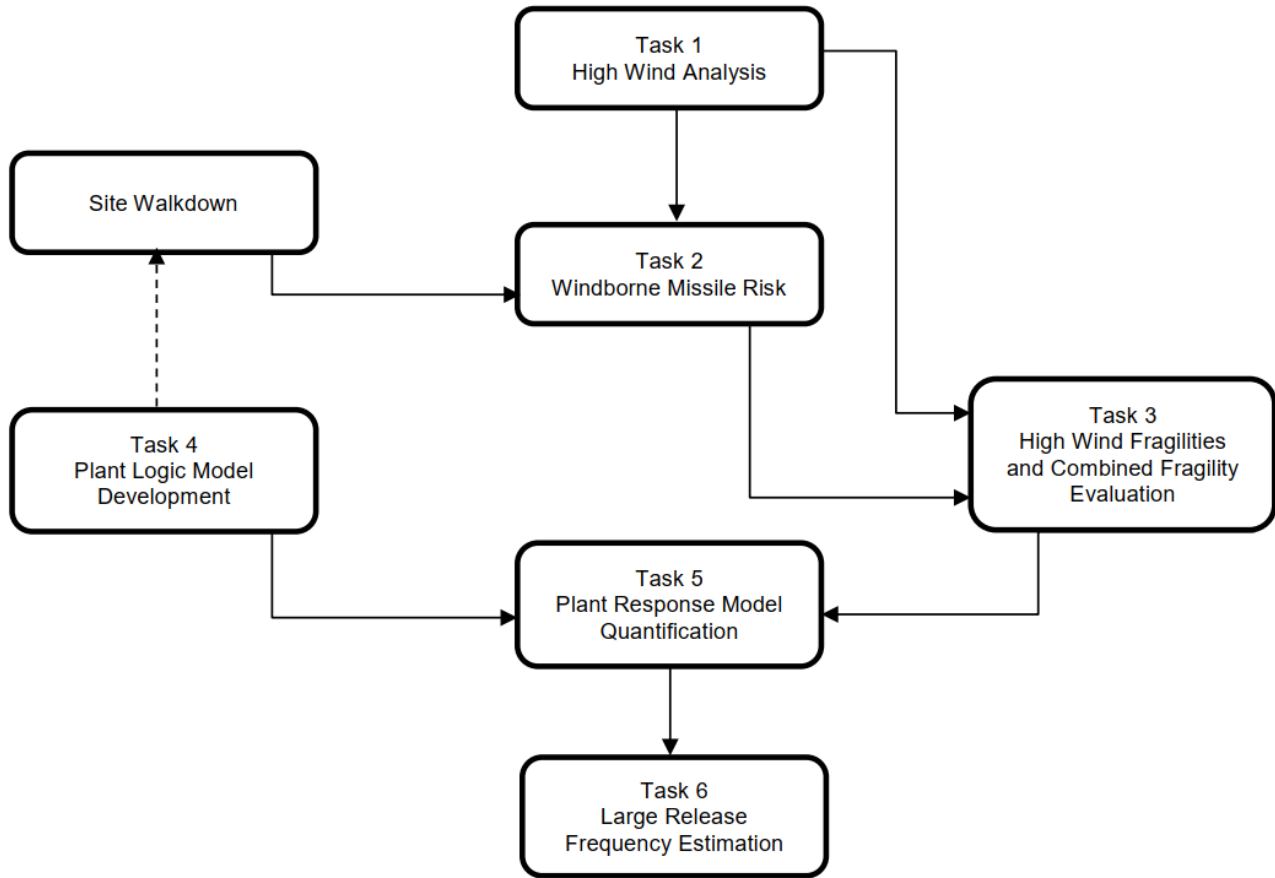 Task 1
High Wind Analysis
Site Walkdown
Task 2
Windborne Missile Risk
Task 3
High Wind Fragilities
and Combined Fragility
Evaluation
Task 4
Plant Logic Model
Development
Task 5
Plant Response Model
Quantification
Task 6
Large Release
Frequency Estimation